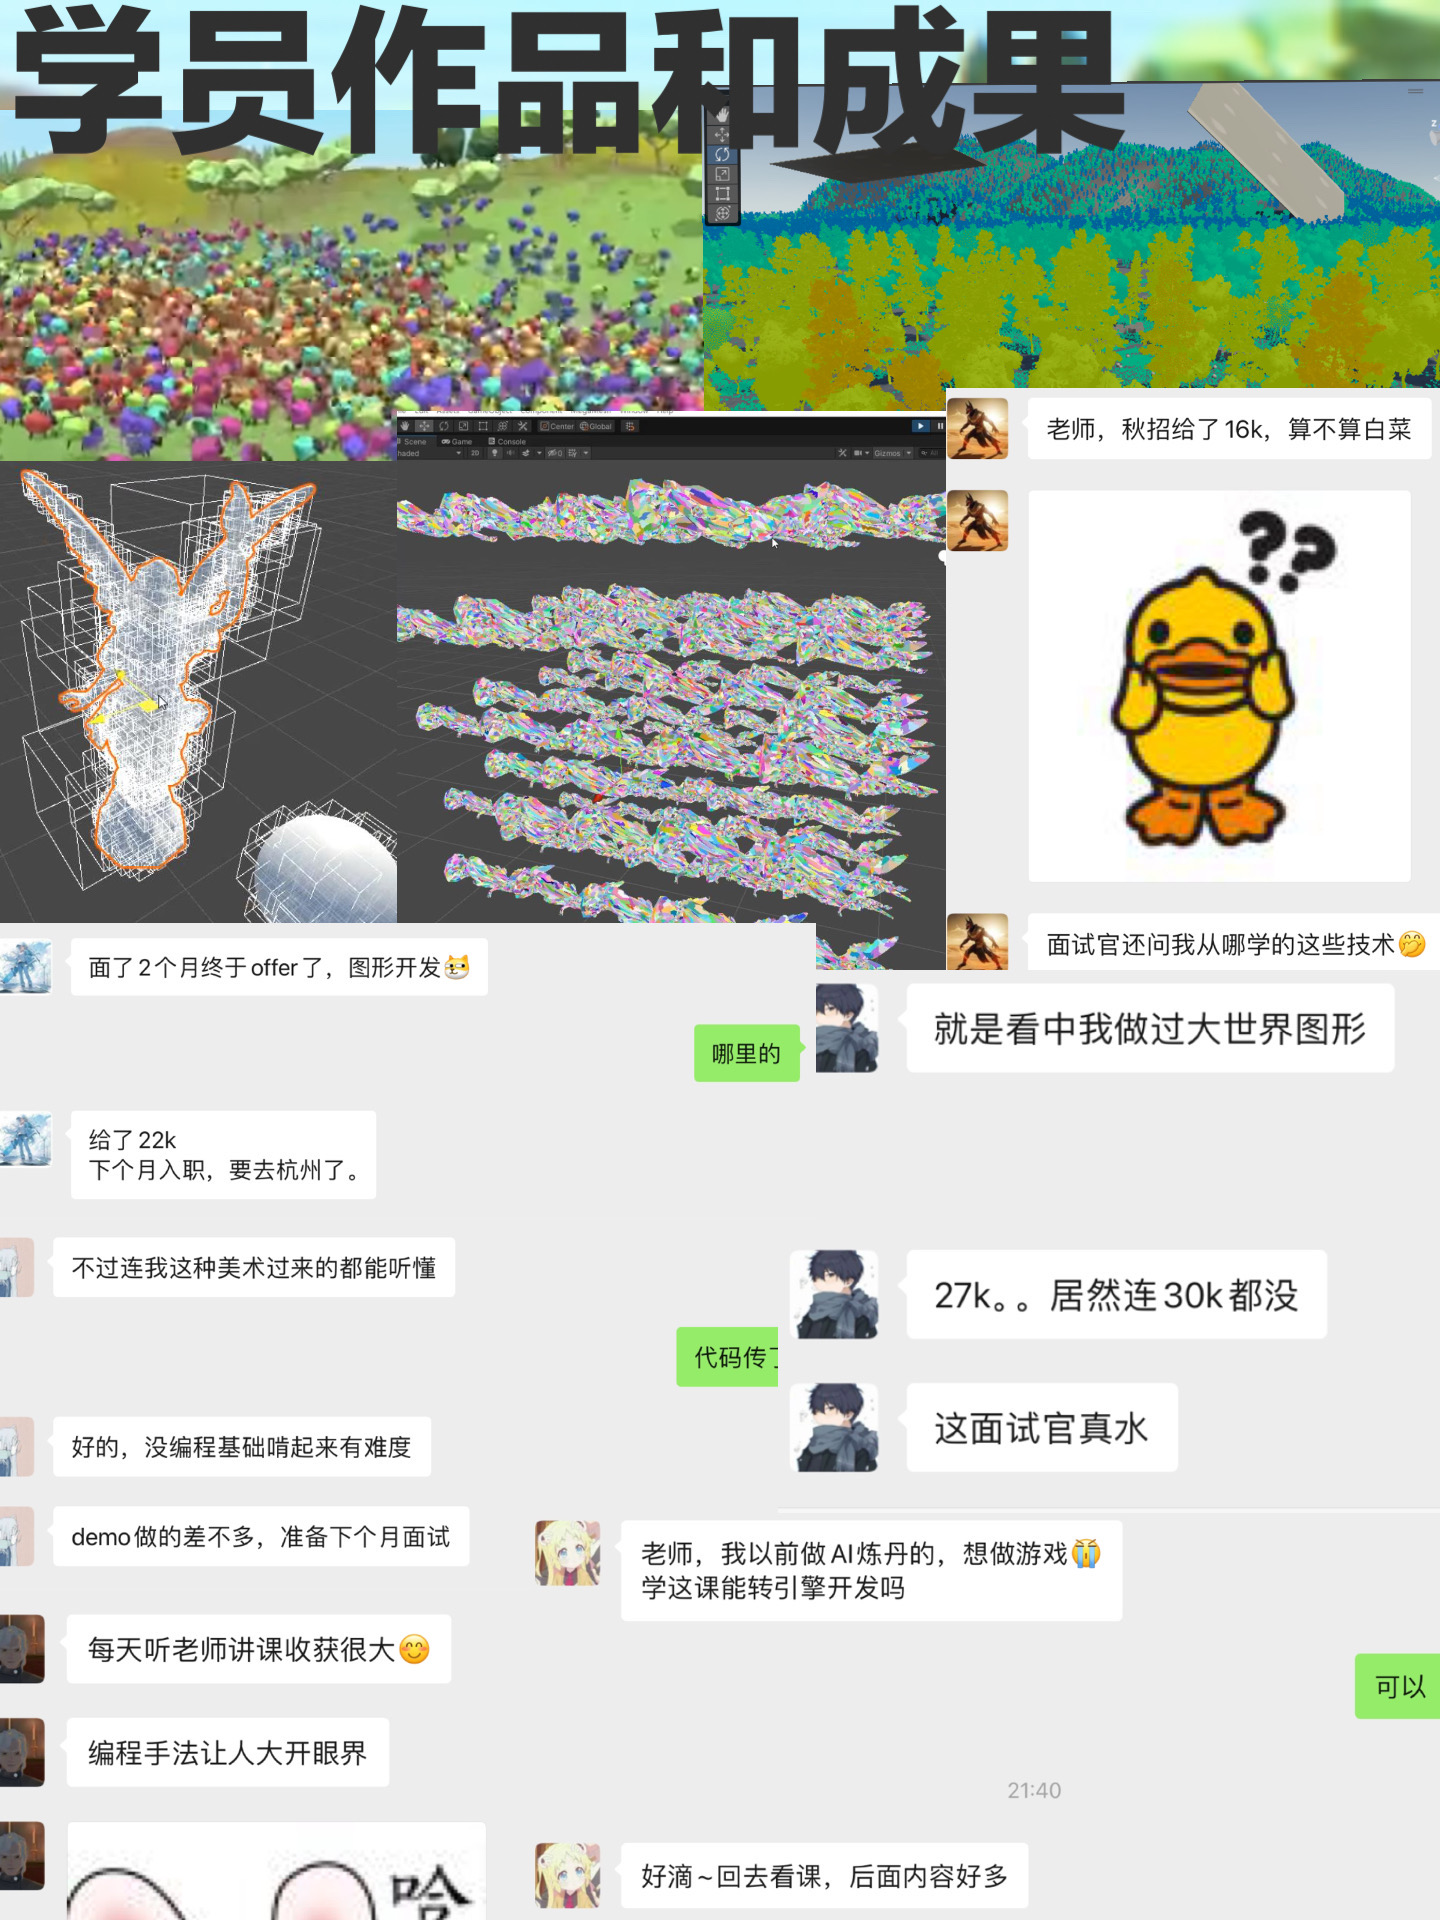 学员作品和成果
Center
Global
Scene
Game
Console
2D
Gizmos
老师，秋招给了16k，算不算白菜
??
面试官还问我从哪学的这些技术🤭
面了2个月终于offer了，图形开发
哪里的
就是看中我做过大世界图形
给了22k
下个月入职，要去杭州了。
不过连我这种美术过来的都能听懂
27k。。居然连30k都没
代码传
这面试官真水
好的，没编程基础啃起来有难度
demo做的差不多，准备下个月面试
老师，我以前做AI炼丹的，想做游戏😭
学这课能转引擎开发吗
每天听老师讲课收获很大😊
可以
编程手法让人大开眼界
21:40
好滴~回去看课，后面内容好多
哈